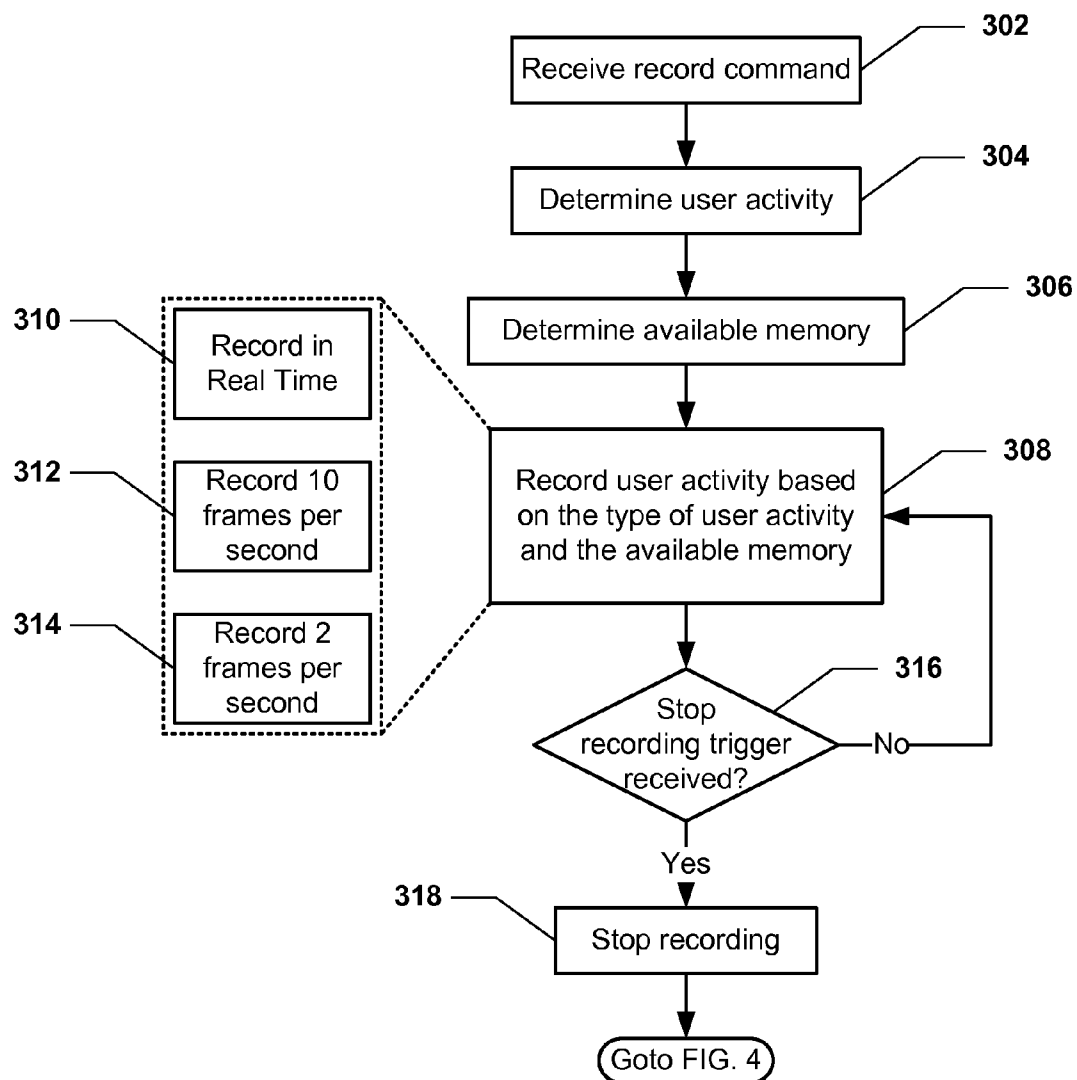 302
Receive record command
304
Determine user activity
306
Determine available memory
310
Record in
Real Time
312
Record 10
frames per
second
314
Record 2
frames per
second
308
Record user activity based
on the type of user activity
and the available memory
316
Stop
recording trigger
received?
No
Yes
318
Stop recording
Goto FIG. 4